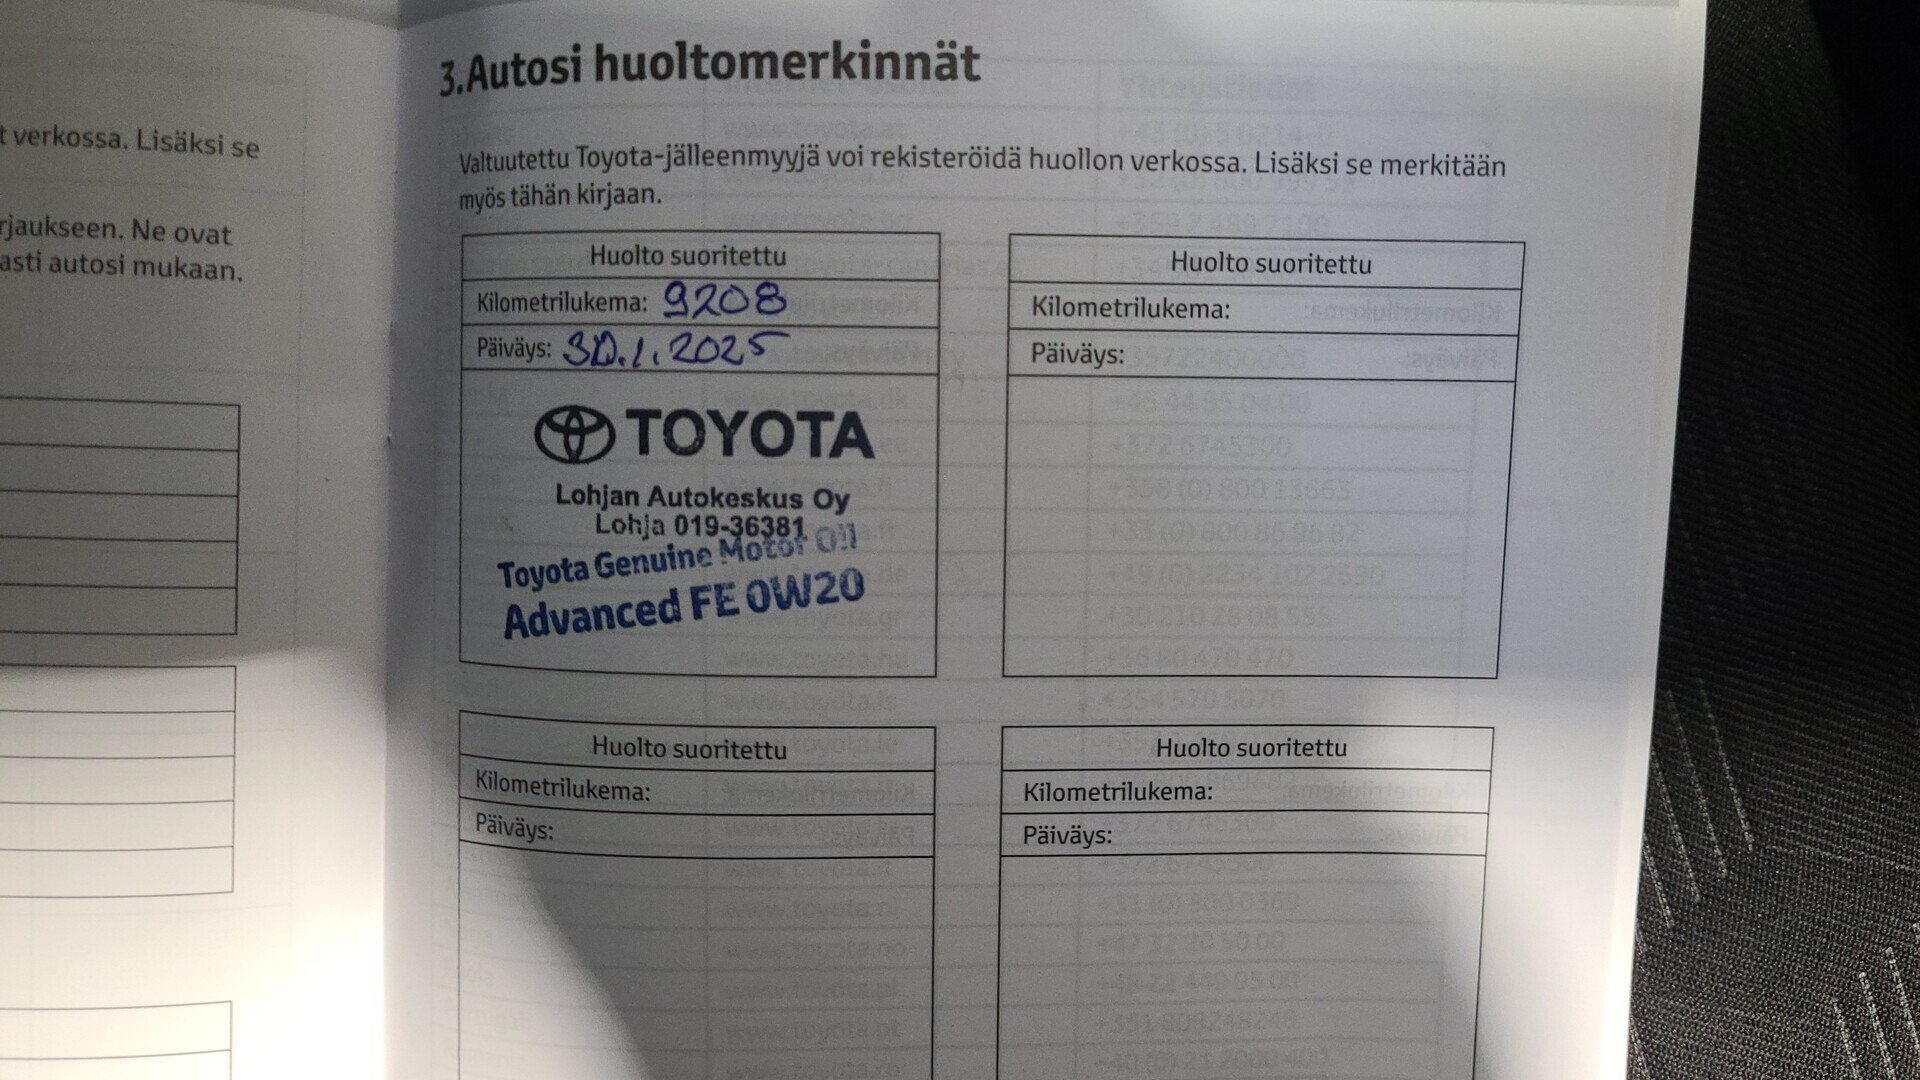 t verkossa. Lisäksi se
rjaukseen. Ne ovat
asti autosi mukaan.
3.Autosi huoltomerkinnät
Valtuutettu Toyota-jälleenmyyjä voi rekisteröidä huollon verkossa. Lisäksi se merkitään
myös tähän kirjaan.
Huolto suoritettu
Kilometrilukema: 9208
Päiväys: 30.1.2025
TOYOTA
Lohjan Autokeskus Oy
Lohja 019-36381
Toyota Genuine Motor Oil
Advanced FE 0W20
Huolto suoritettu
Kilometrilukema:
Päiväys:
Huolto suoritettu
Kilometrilukema:
Päiväys:
Huolto suoritettu
Kilometrilukema:
Päiväys: